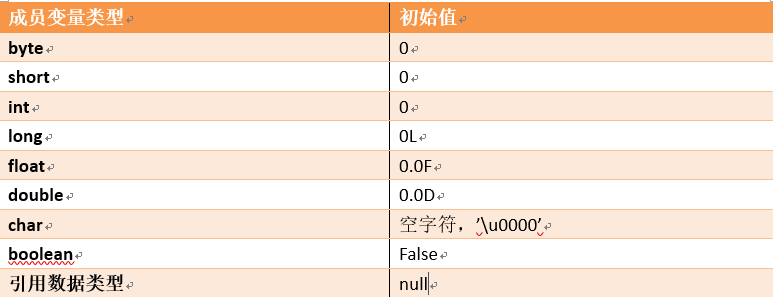 成员变量类型 初始值
byte 0
short 0
int 0
long 0L
float 0.0F
double 0.0D
char 空字符，’\u0000’
boolean False
引用数据类型 null